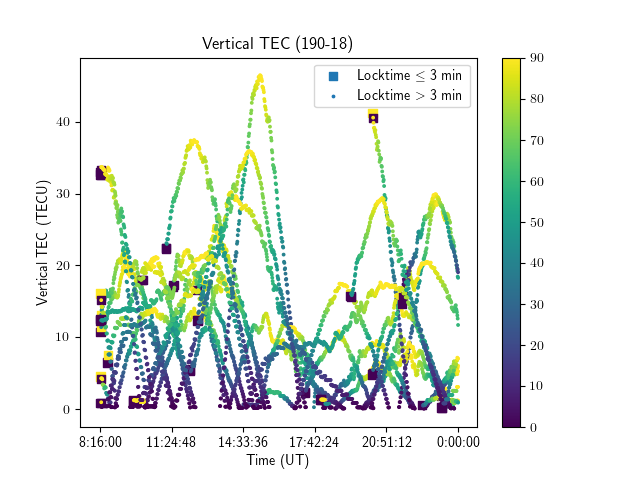 Vertical TEC (190-18)
Locktime ≤ 3 min
Locktime > 3 min
Vertical TEC (TECU)
40
30
20
10
0
8:16:00 11:24:48 14:33:36 17:42:24 20:51:12 0:00:00
Time (UT)
90
80
70
60
50
40
30
20
10
0